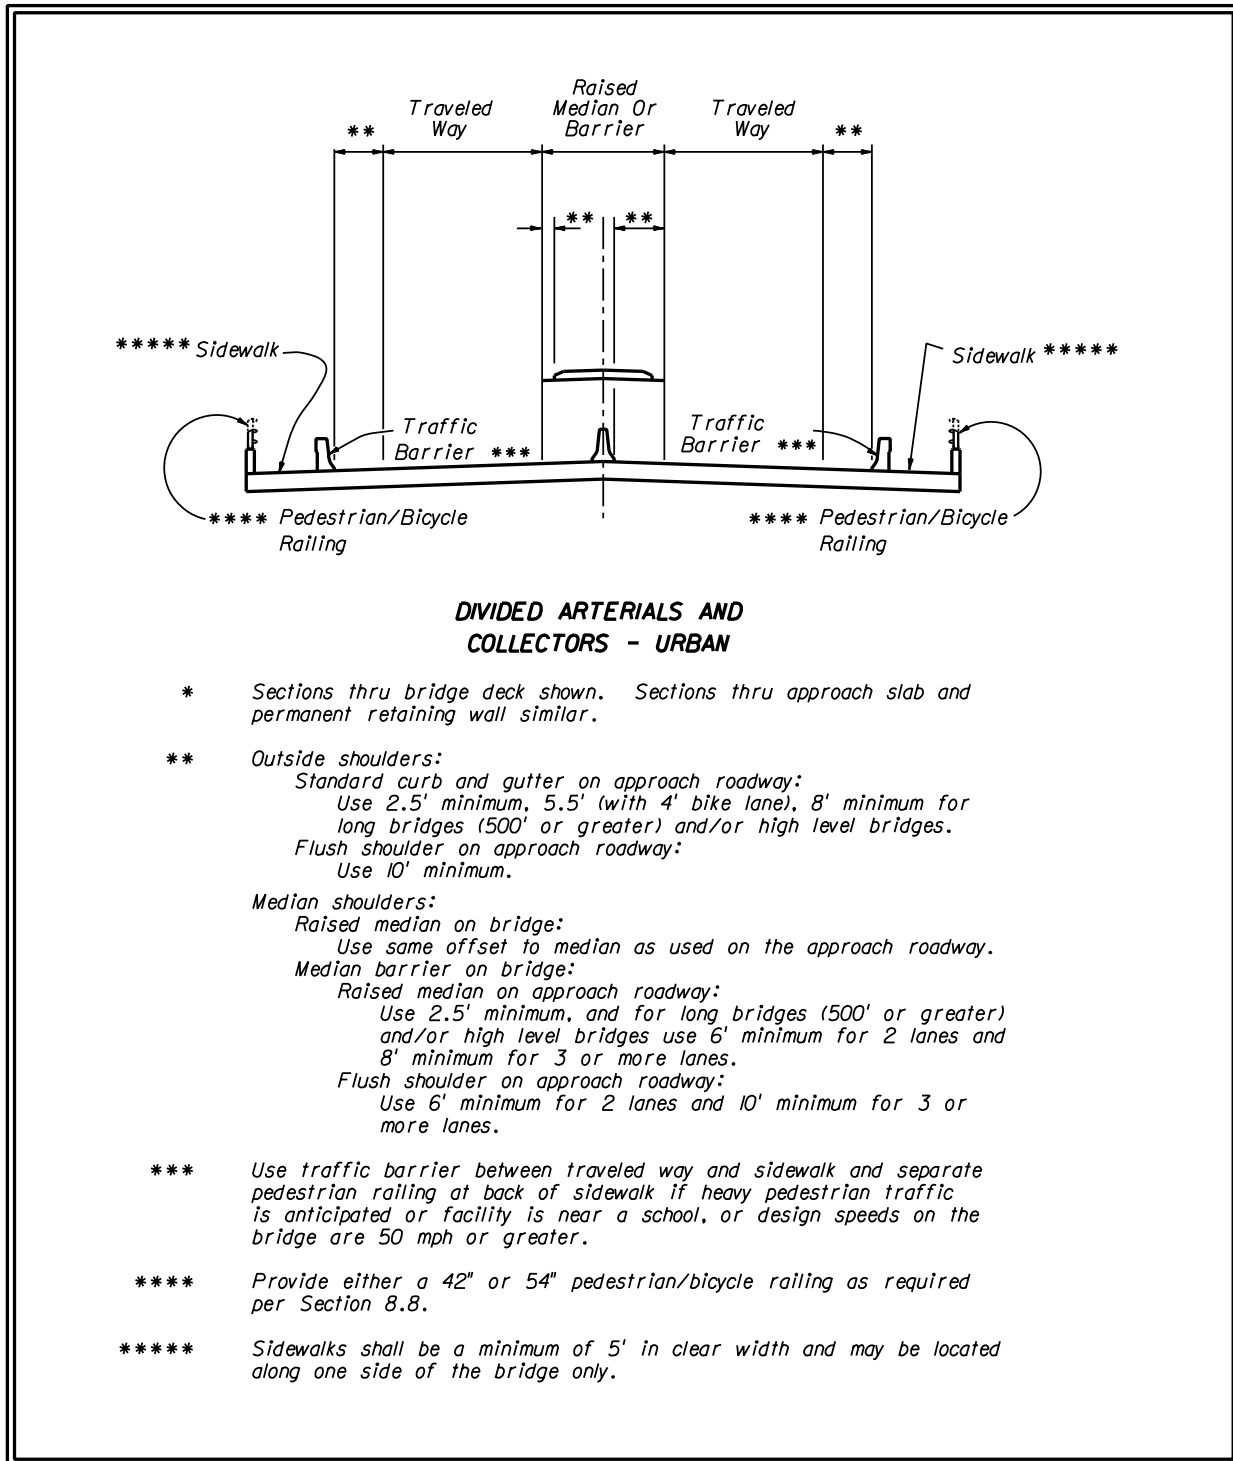 Raised
Median Or
Barrier
Traveled
Way
Traveled
Way
**
**
**
**
***** Sidewalk
Sidewalk *****
Traffic
Barrier ***
Traffic
Barrier ***
**** Pedestrian/Bicycle
Railing
**** Pedestrian/Bicycle
Railing
DIVIDED ARTERIALS AND
COLLECTORS - URBAN
* Sections thru bridge deck shown. Sections thru approach slab and
permanent retaining wall similar.
** Outside shoulders:
Standard curb and gutter on approach roadway:
Use 2.5' minimum, 5.5' (with 4' bike lane), 8' minimum for
long bridges (500' or greater) and/or high level bridges.
Flush shoulder on approach roadway:
Use 10' minimum.
Median shoulders:
Raised median on bridge:
Use same offset to median as used on the approach roadway.
Median barrier on bridge:
Raised median on approach roadway:
Use 2.5' minimum, and for long bridges (500' or greater)
and/or high level bridges use 6' minimum for 2 lanes and
8' minimum for 3 or more lanes.
Flush shoulder on approach roadway:
Use 6' minimum for 2 lanes and 10' minimum for 3 or
more lanes.
*** Use traffic barrier between traveled way and sidewalk and separate
pedestrian railing at back of sidewalk if heavy pedestrian traffic
is anticipated or facility is near a school, or design speeds on the
bridge are 50 mph or greater.
**** Provide either a 42" or 54" pedestrian/bicycle railing as required
per Section 8.8.
***** Sidewalks shall be a minimum of 5' in clear width and may be located
along one side of the bridge only.